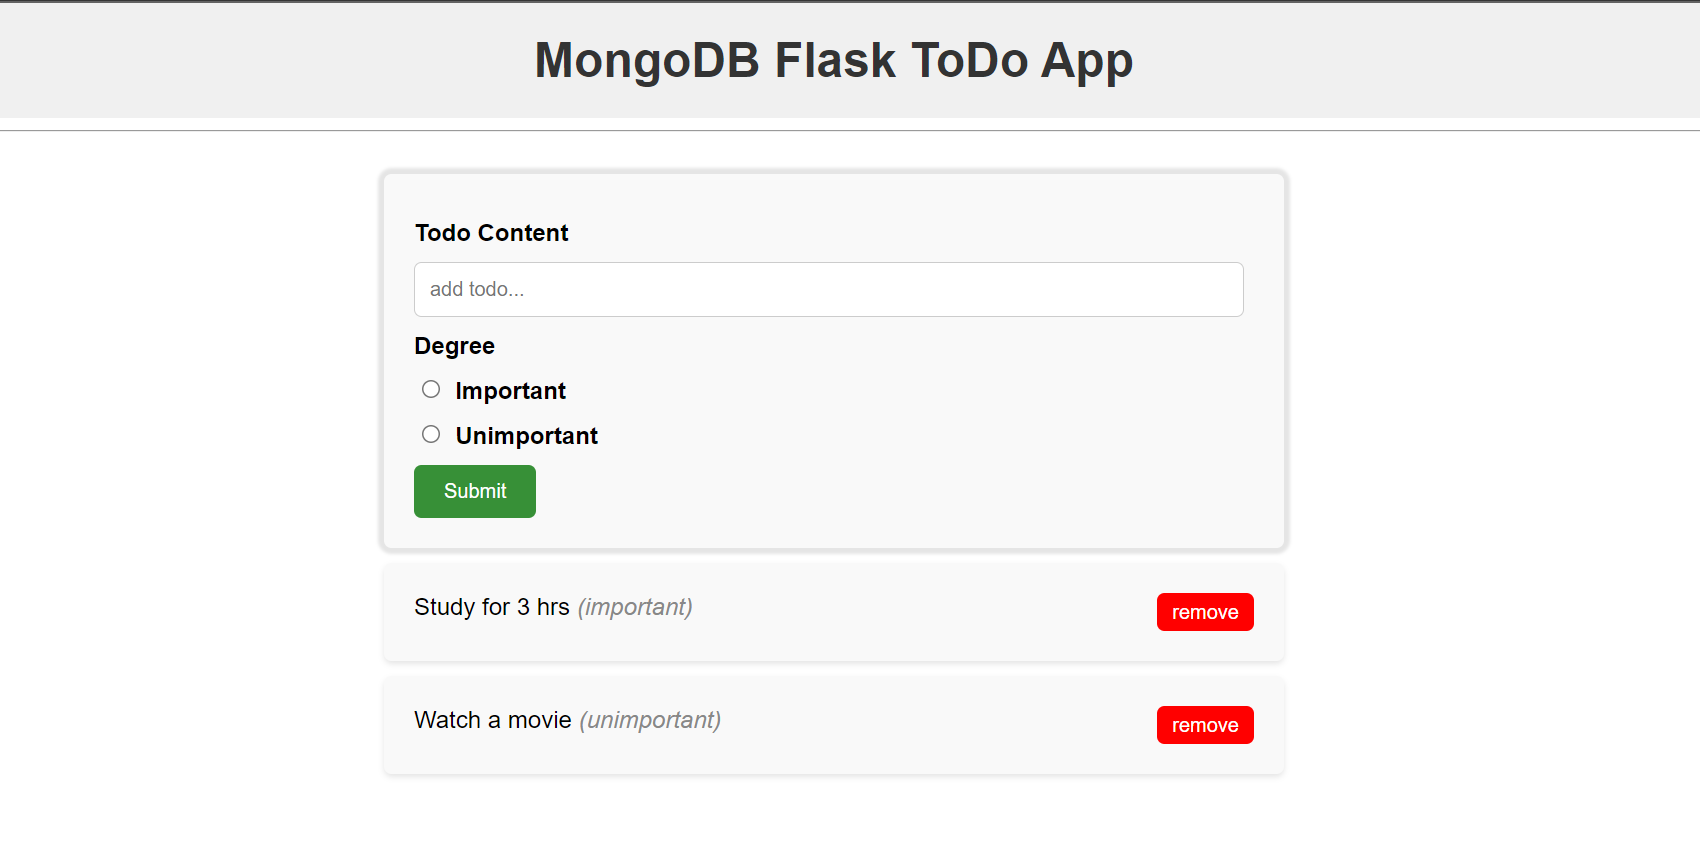 MongoDB Flask ToDo App
Todo Content
add todo...
Degree
Important
Unimportant
Submit
Study for 3 hrs (important)
remove
Watch a movie (unimportant)
remove